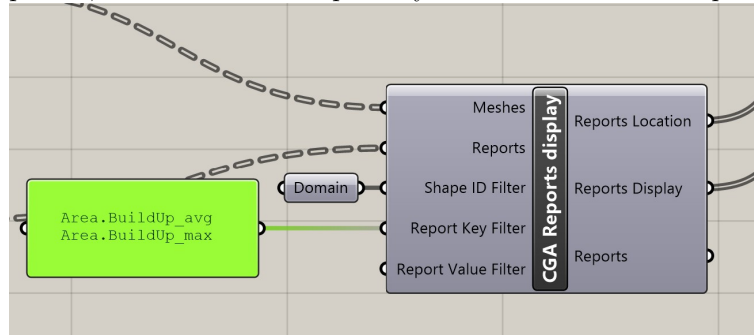 Area.BuildUp_avg
Area.BuildUp_max
Domain
Meshes
Reports
Shape ID Filter
Report Key Filter
Report Value Filter
CGA Reports display
Reports Location
Reports Display
Reports